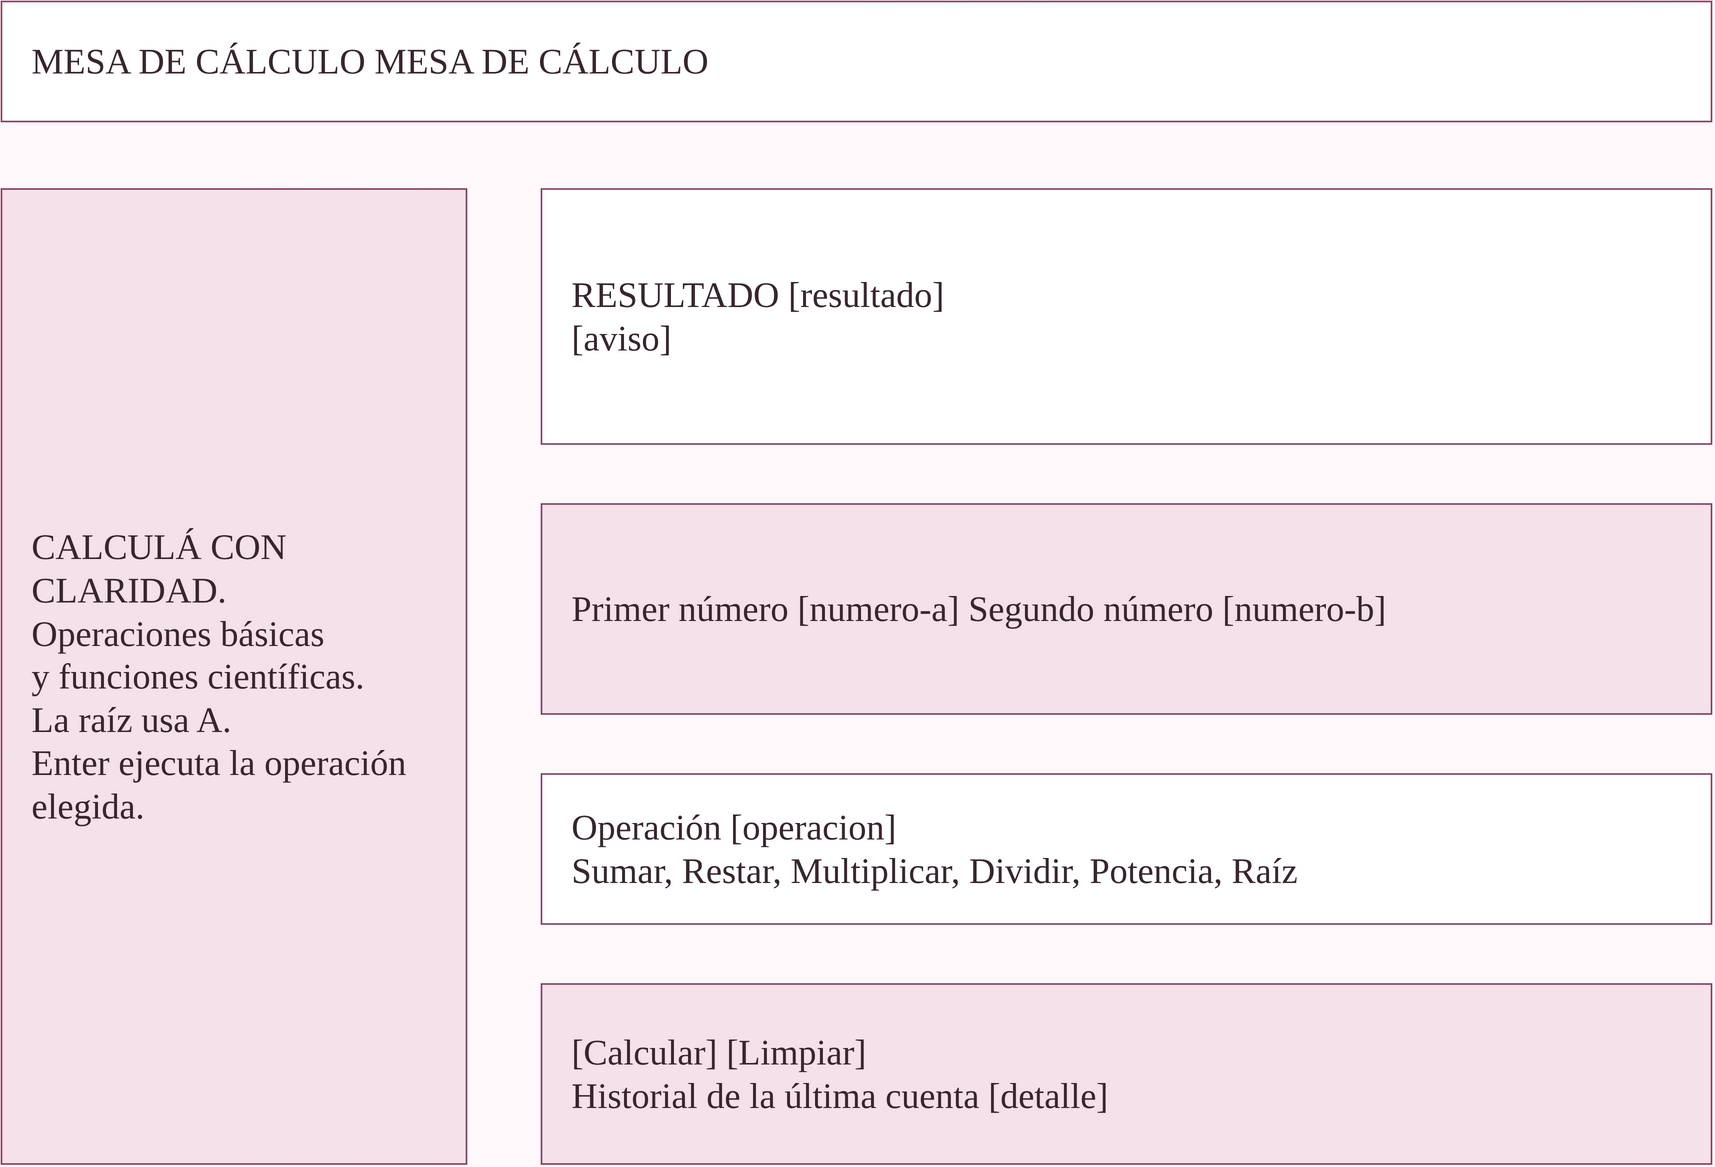 MESA DE CÁLCULO MESA DE CÁLCULO
CALCULÁ CON
CLARIDAD.
Operaciones básicas
y funciones científicas.
La raíz usa A.
Enter ejecuta la operación
elegida.
RESULTADO [resultado]
[aviso]
Primer número [numero-a] Segundo número [numero-b]
Operación [operacion]
Sumar, Restar, Multiplicar, Dividir, Potencia, Raíz
[Calcular] [Limpiar]
Historial de la última cuenta [detalle]